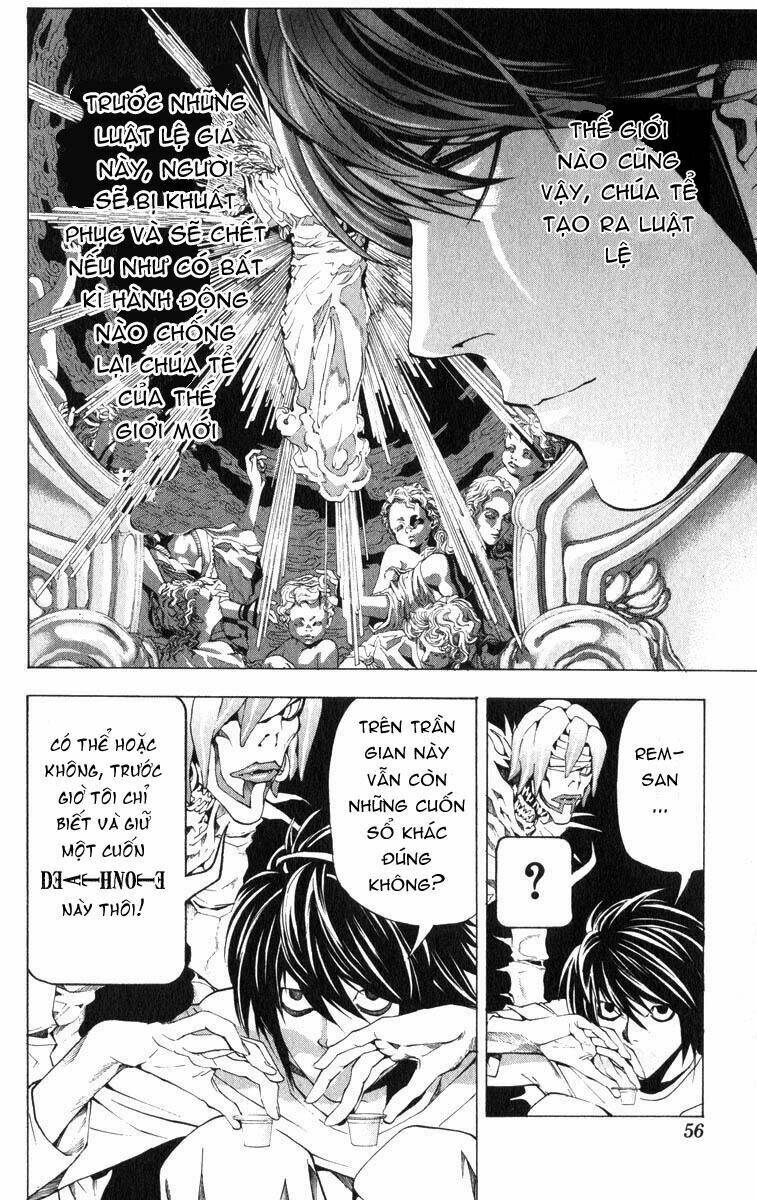 THẾ GIỚI
NÀO CŨNG
VẬY, CHÚA TỂ
TẠO RA LUẬT
LỆ
TRƯỚC NHỮNG
LUẬT LỆ GIẢ
NÀY, NGƯỜI
SẼ BỊ KHUẤT
PHỤC VÀ SẼ CHẾT
NẾU NHƯ CÓ BẤT
KÌ HÀNH ĐỘNG
NÀO CHỐNG
LẠI CHÚA TỂ
CỦA THẾ
GIỚI MỚI
REM-
SAN
...
?
TRÊN TRẦN
GIAN NÀY
VẪN CÒN
NHỮNG CUỐN
SỔ KHÁC
ĐÚNG
KHÔNG?
CÓ THỂ HOẶC
KHÔNG, TRƯỚC
GIỜ TÔI CHỈ
BIẾT VÀ GIỮ
MỘT CUỐN
DEATH NOTE
NÀY THÔI!
56